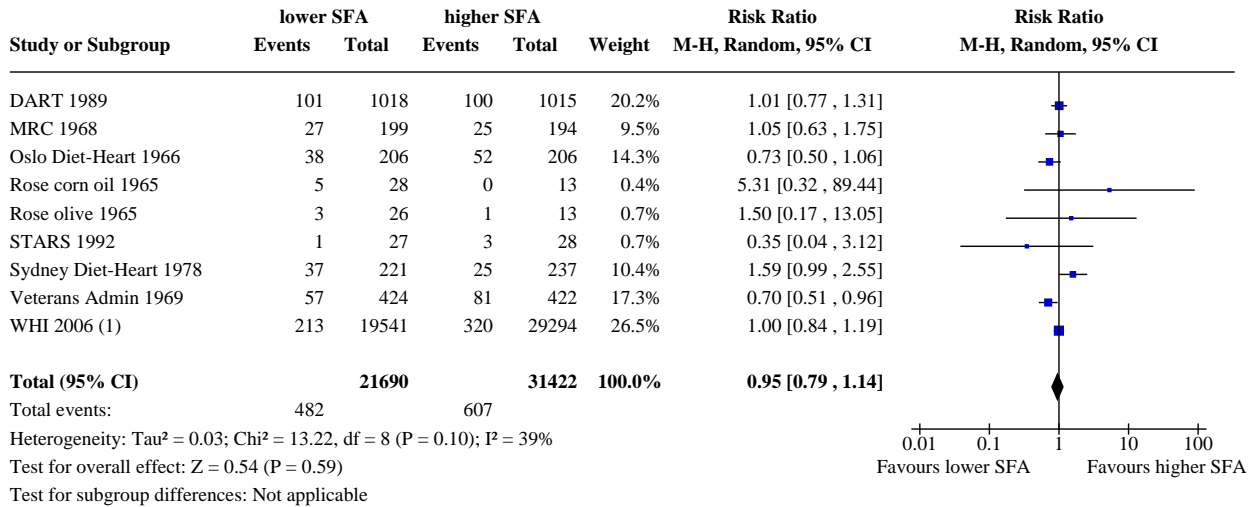 lower SFA higher SFA Risk Ratio Risk Ratio
Study or Subgroup Events Total Events Total Weight M-H, Random, 95% CI M-H, Random, 95% CI
DART 1989 101 1018 100 1015 20.2% 1.01 [0.77 , 1.31]
MRC 1968 27 199 25 194 9.5% 1.05 [0.63 , 1.75]
Oslo Diet-Heart 1966 38 206 52 206 14.3% 0.73 [0.50 , 1.06]
Rose corn oil 1965 5 28 0 13 0.4% 5.31 [0.32 , 89.44]
Rose olive 1965 3 26 1 13 0.7% 1.50 [0.17 , 13.05]
STARS 1992 1 27 3 28 0.7% 0.35 [0.04 , 3.12]
Sydney Diet-Heart 1978 37 221 25 237 10.4% 1.59 [0.99 , 2.55]
Veterans Admin 1969 57 424 81 422 17.3% 0.70 [0.51 , 0.96]
WHI 2006 (1) 213 19541 320 29294 26.5% 1.00 [0.84 , 1.19]
Total (95% CI) 21690 31422 100.0% 0.95 [0.79 , 1.14]
Total events: 482 607
Heterogeneity: Tau² = 0.03; Chi² = 13.22, df = 8 (P = 0.10); I² = 39%
0.01 0.1 1 10 100
Test for overall effect: Z = 0.54 (P = 0.59)
Favours lower SFA Favours higher SFA
Test for subgroup differences: Not applicable